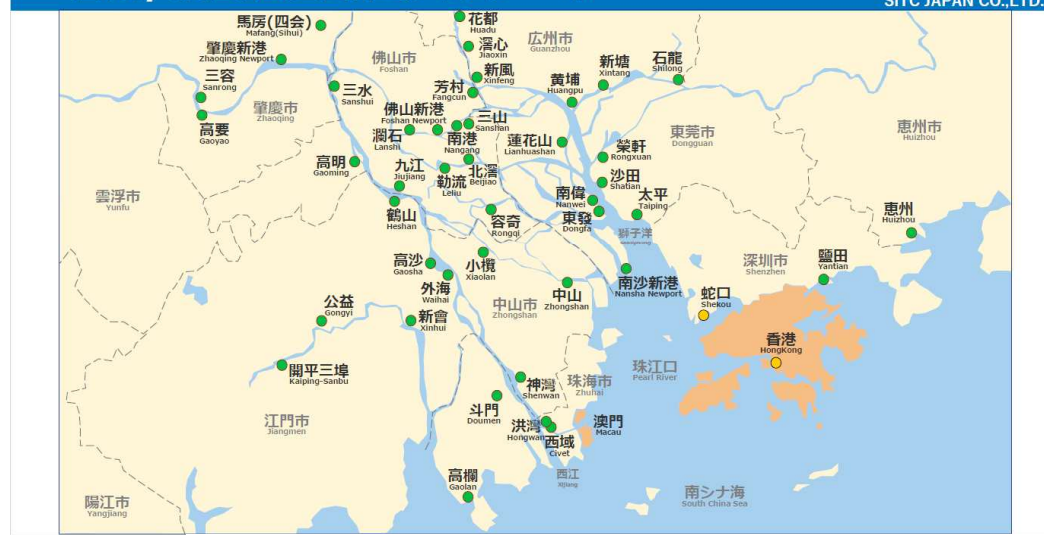 SITC JAPAN CO.,LTD.
馬房(四会)
Mafang(Sihui)
花都
Huadu
滘心
Jiaoxin
広州市
Guangzhou
肇慶新港
Zhaoqing Newport
佛山市
Foshan
新風
Xinfeng
新塘
Xintang
石龍
Shilong
三容
Sanrong
三水
Sanshui
芳村
Fangcun
黄埔
Huangpu
肇慶市
Zhaoqing
佛山新港
Foshan Newport
三山
Sanshan
高要
Gaoyao
瀾石
Lanshi
南港
Nangang
蓮花山
Lianhuashan
東莞市
Dongguan
恵州市
Huizhou
榮軒
Rongxuan
高明
Gaoming
九江
Jiujiang
勒流
Leliu
北滘
Beijiao
沙田
Shatian
雲浮市
Yunfu
南偉
Nanwei
太平
Taiping
鶴山
Heshan
容奇
Rongqi
東發
Dongfa
恵州
Huizhou
獅子洋
高沙
Gaosha
小欖
Xiaolan
深圳市
Shenzhen
鹽田
Yantian
外海
Waihai
中山
Zhongshan
南沙新港
Nansha Newport
蛇口
Shekou
公益
Gongyi
新會
Xinhui
中山市
Zhongshan
香港
HongKong
開平三埠
Kaiping-Sanbu
珠江口
Pearl River
神灣
Shenwan
珠海市
Zhuhai
斗門
Doumen
江門市
Jiangmen
洪灣
Hongwan
澳門
Macau
西域
Civet
高欄
Gaolan
西江
Xijiang
南シナ海
South China Sea
陽江市
Yangjiang